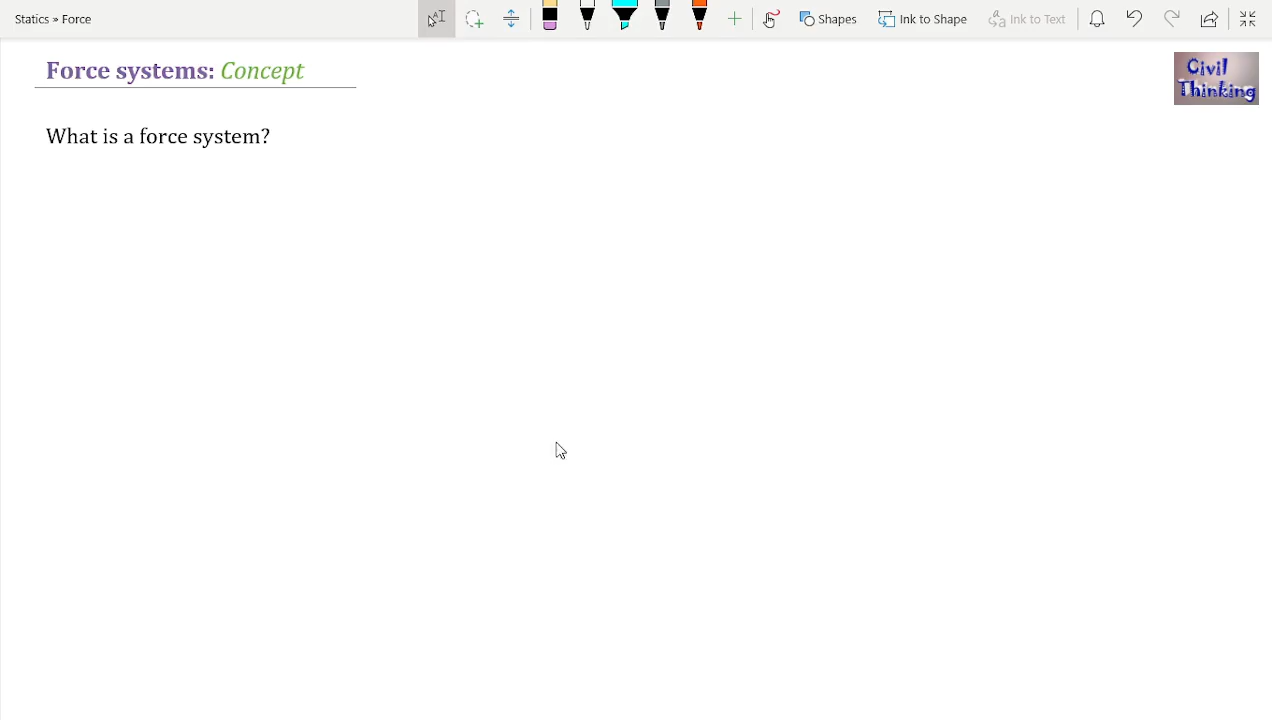 Statics » Force
Shapes
Ink to Shape
Ink to Text
Force systems: Concept
Civil
Thinking
What is a force system?